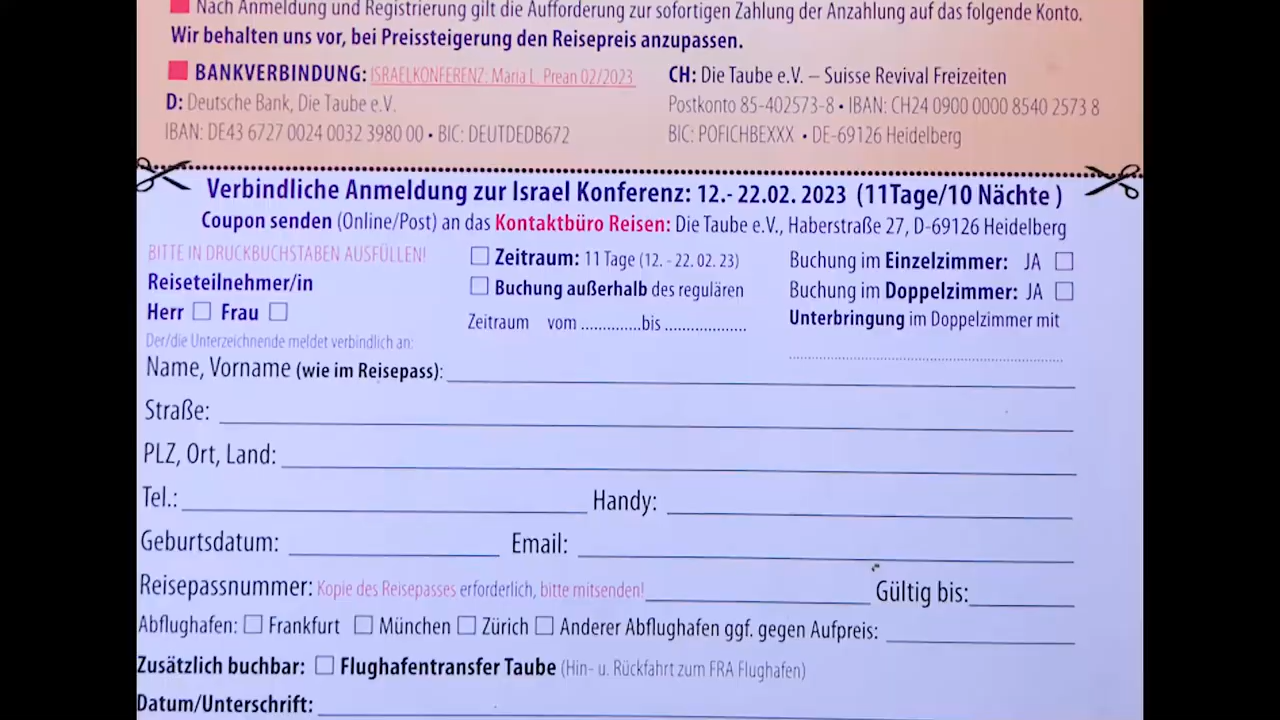 Nach Anmeldung und Registrierung gilt die Aufforderung zur sofortigen Zahlung der Anzahlung auf das folgende Konto.
Wir behalten uns vor, bei Preissteigerung den Reisepreis anzupassen.
BANKVERBINDUNG: ISRAELKONFERENZ: Maria L. Prean 02/2023
D: Deutsche Bank, Die Taube e.V.
IBAN: DE43 6727 0024 0032 3980 00 • BIC: DEUTDEDB672
CH: Die Taube e.V. – Suisse Revival Freizeiten
Postkonto 85-402573-8 • IBAN: CH24 0900 0000 8540 2573 8
BIC: POFICHBEXXX • DE-69126 Heidelberg
Verbindliche Anmeldung zur Israel Konferenz: 12.- 22.02. 2023 (11Tage/10 Nächte )
Coupon senden (Online/Post) an das Kontaktbüro Reisen: Die Taube e.V., Haberstraße 27, D-69126 Heidelberg
BITTE IN DRUCKBUCHSTABEN AUSFÜLLEN!
Reiseteilnehmer/in
Herr Frau
Zeitraum: 11 Tage (12. - 22. 02. 23)
Buchung außerhalb des regulären
Zeitraum vom .............bis ..................
Buchung im Einzelzimmer: JA
Buchung im Doppelzimmer: JA
Unterbringung im Doppelzimmer mit
Der/die Unterzeichnende meldet verbindlich an:
Name, Vorname (wie im Reisepass):
Straße:
PLZ, Ort, Land:
Tel.: Handy:
Geburtsdatum: Email:
Reisepassnummer: Kopie des Reisepasses erforderlich, bitte mitsenden! Gültig bis:
Abflughafen: Frankfurt München Zürich Anderer Abflughafen ggf. gegen Aufpreis:
Zusätzlich buchbar: Flughafentransfer Taube (Hin- u. Rückfahrt zum FRA Flughafen)
Datum/Unterschrift: